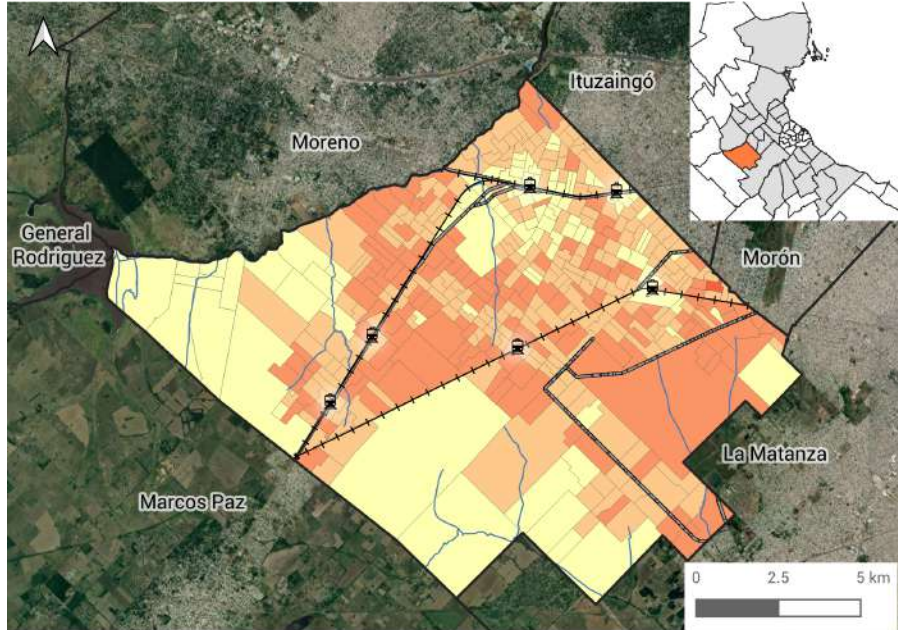 Ituzaingó
Moreno
General
Rodriguez
Morón
La Matanza
Marcos Paz
0 2.5 5 km